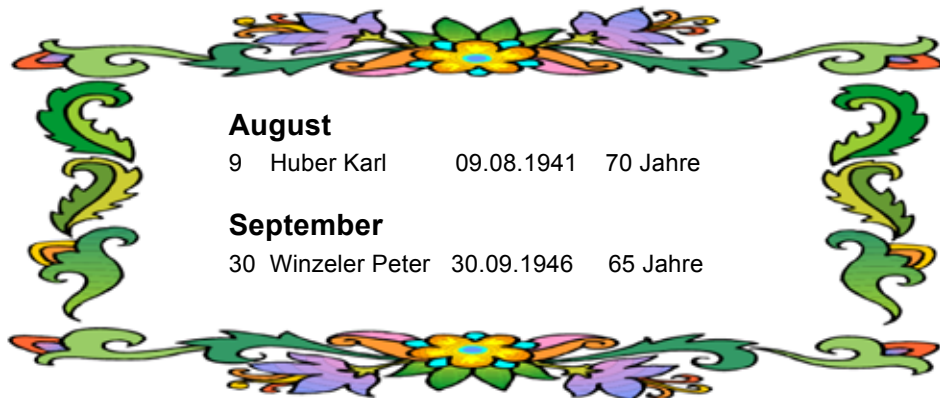 August
9 Huber Karl 09.08.1941 70 Jahre
September
30 Winzeler Peter 30.09.1946 65 Jahre